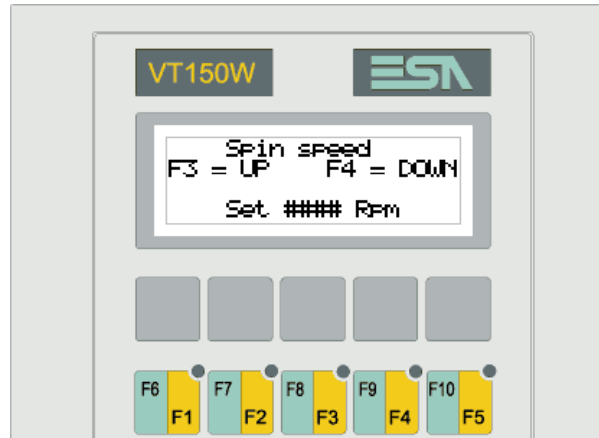 VT150W ESA
Spin speed
F3 = UP F4 = DOWN
Set #### Rpm
F6 F7 F8 F9 F10
F1 F2 F3 F4 F5